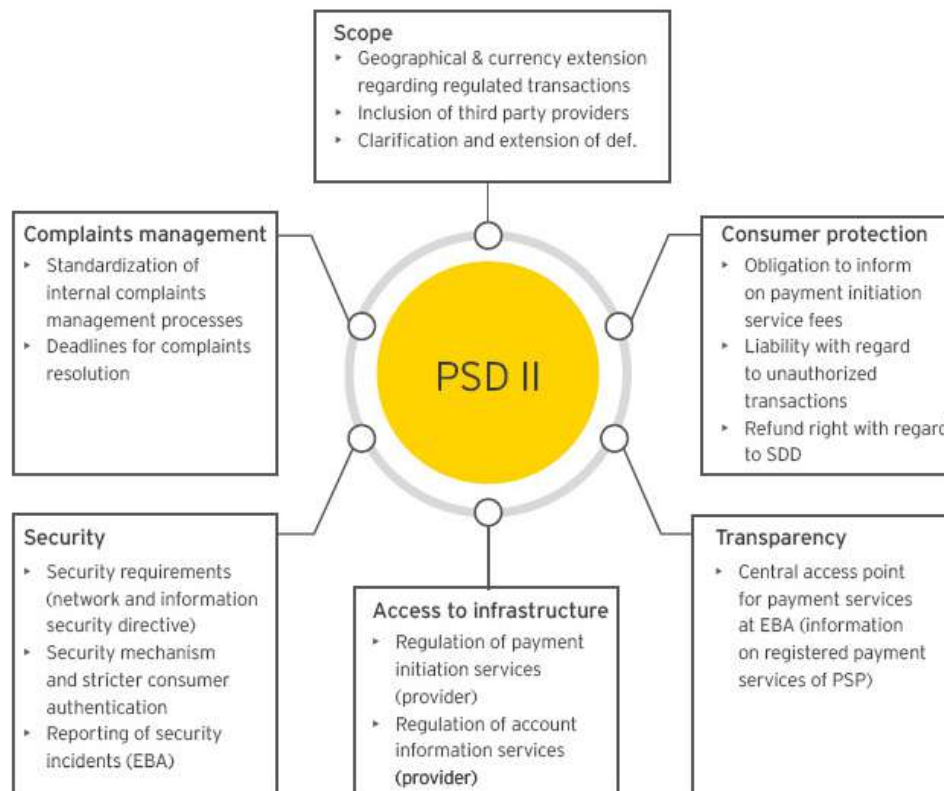 Scope
‣ Geographical & currency extension
regarding regulated transactions
‣ Inclusion of third party providers
‣ Clarification and extension of def.
Complaints management
‣ Standardization of
internal complaints
management processes
‣ Deadlines for complaints
resolution
Consumer protection
‣ Obligation to inform
on payment initiation
service fees
‣ Liability with regard
to unauthorized
transactions
‣ Refund right with regard
to SDD
PSD II
Security
‣ Security requirements
(network and information
security directive)
‣ Security mechanism
and stricter consumer
authentication
‣ Reporting of security
incidents (EBA)
Access to infrastructure
‣ Regulation of payment
initiation services
(provider)
‣ Regulation of account
information services
(provider)
Transparency
‣ Central access point
for payment services
at EBA (information
on registered payment
services of PSP)